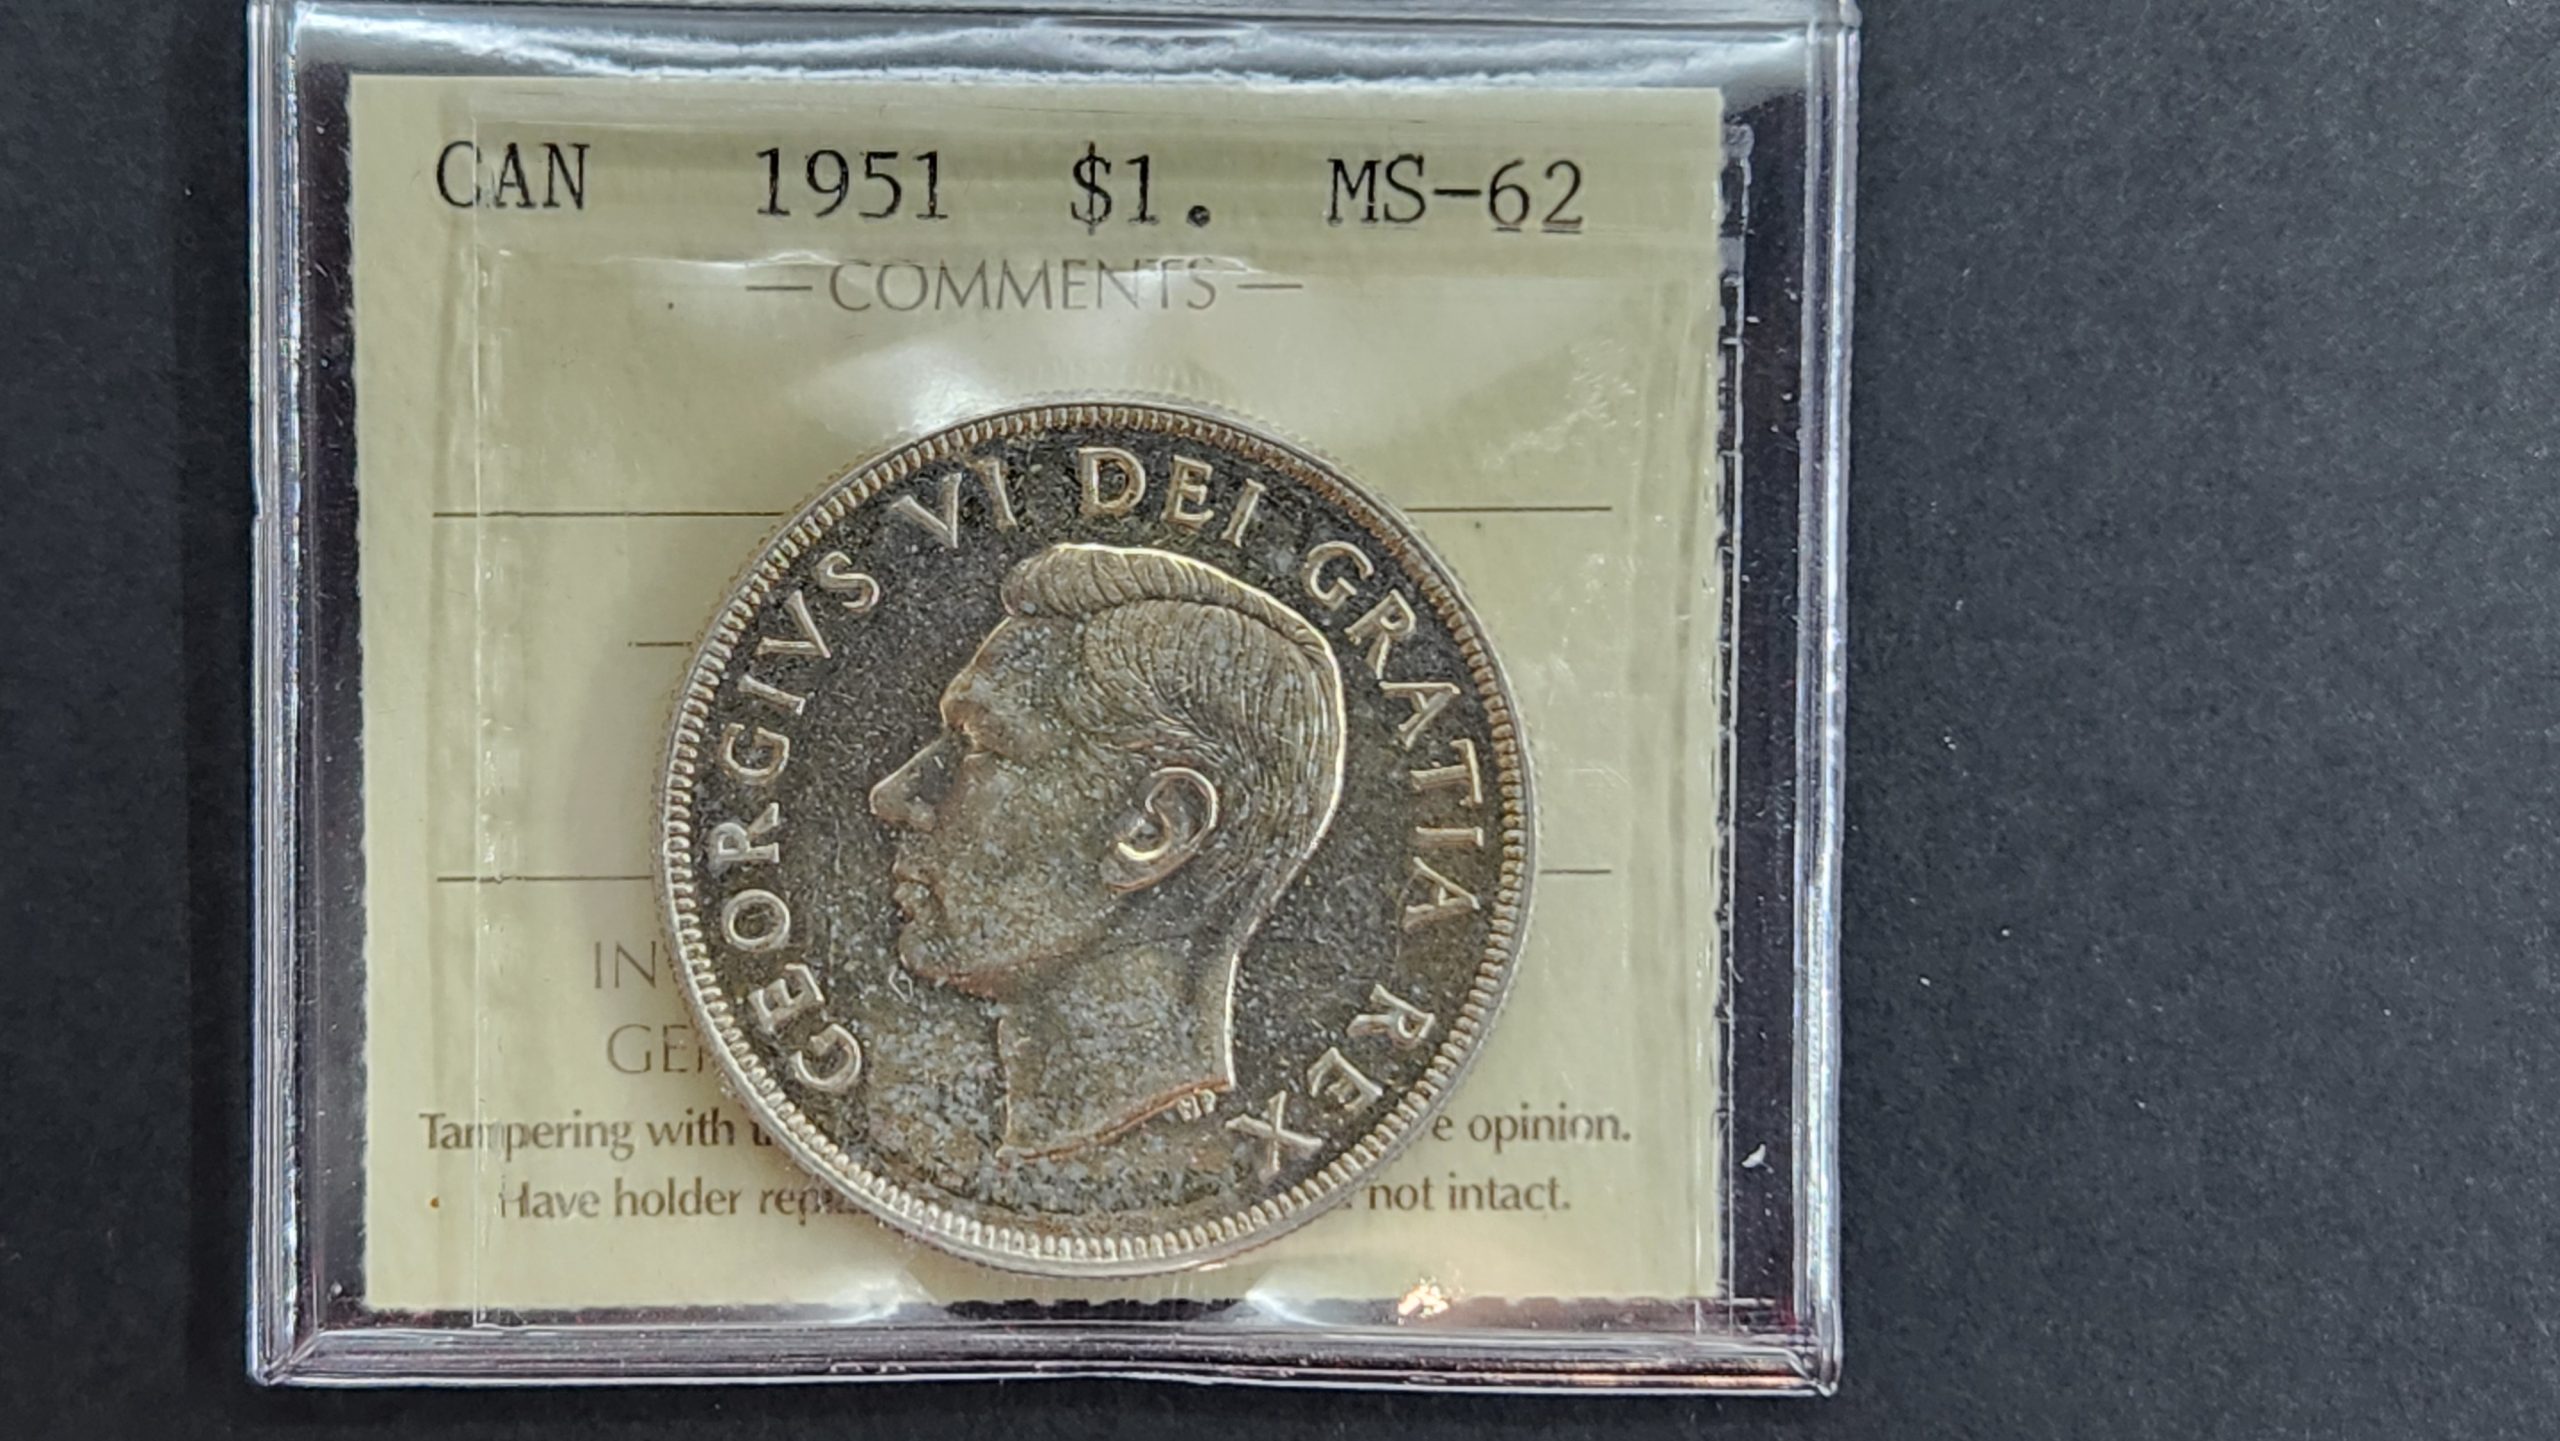 CAN 1951 $1. MS-62
— COMMENTS —
GEORGIVS VI DEI GRATIA REX
HP
IN
GE
Tampering with e opinion.
Have holder not intact.